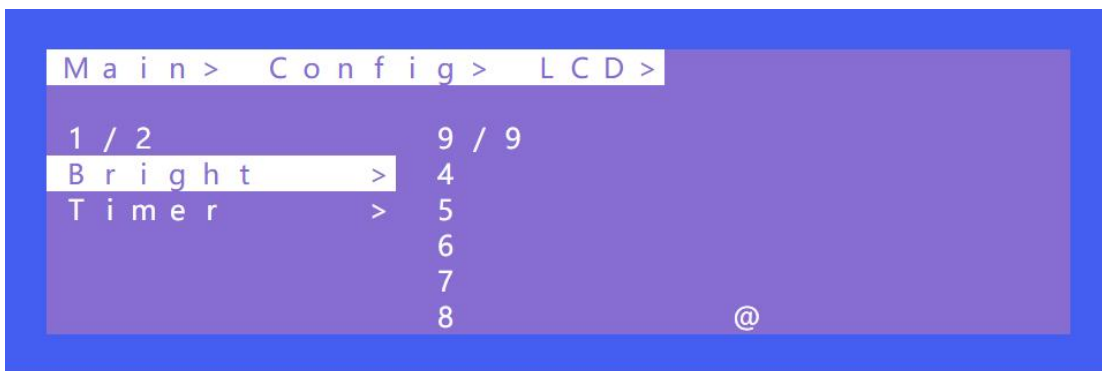 Main> Config> LCD>
1/2 9/9
Bright > 4
Timer > 5
6
7
8 @